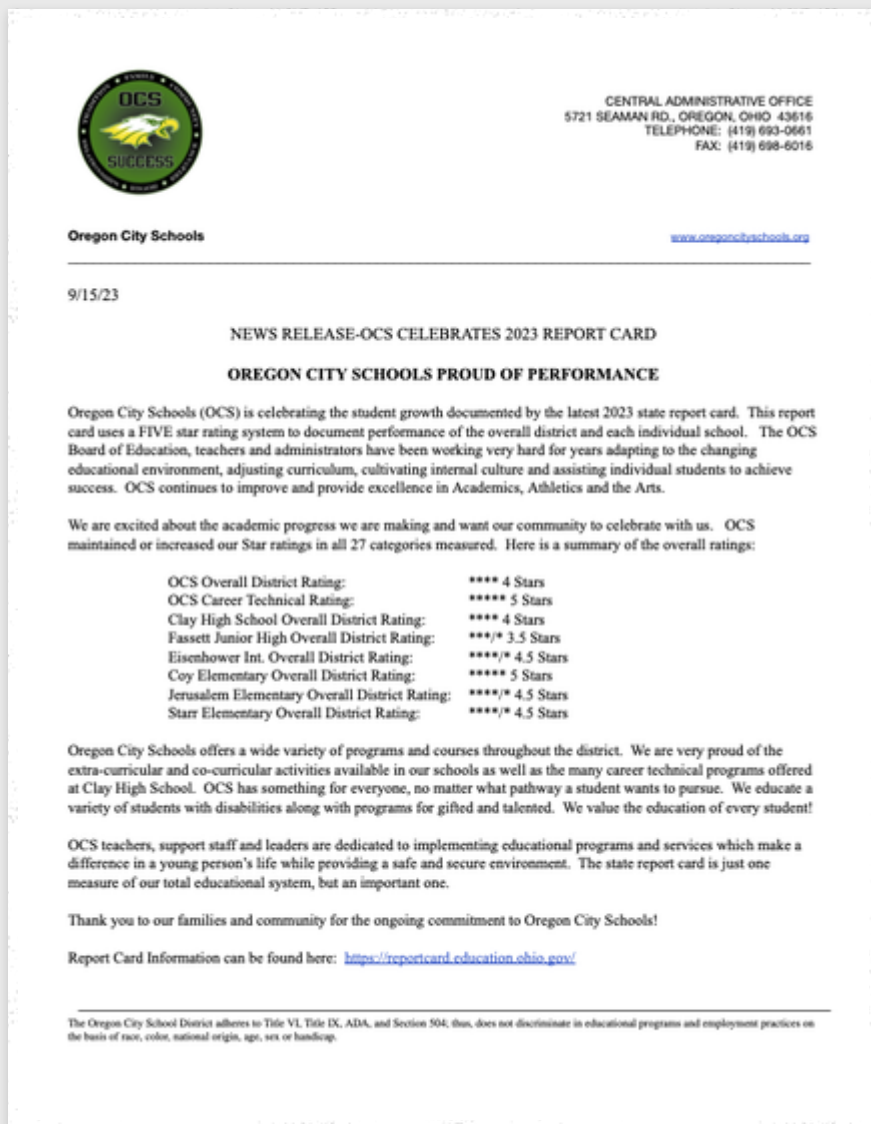 OCS
SUCCESS
CENTRAL ADMINISTRATIVE OFFICE
5721 SEAMAN RD., OREGON, OHIO 43616
TELEPHONE: (419) 693-0661
FAX: (419) 698-6016
Oregon City Schools
www.oregoncityschools.org
9/15/23
NEWS RELEASE-OCS CELEBRATES 2023 REPORT CARD
OREGON CITY SCHOOLS PROUD OF PERFORMANCE
Oregon City Schools (OCS) is celebrating the student growth documented by the latest 2023 state report card. This report
card uses a FIVE star rating system to document performance of the overall district and each individual school. The OCS
Board of Education, teachers and administrators have been working very hard for years adapting to the changing
educational environment, adjusting curriculum, cultivating internal culture and assisting individual students to achieve
success. OCS continues to improve and provide excellence in Academics, Athletics and the Arts.
We are excited about the academic progress we are making and want our community to celebrate with us. OCS
maintained or increased our Star ratings in all 27 categories measured. Here is a summary of the overall ratings:
OCS Overall District Rating: **** 4 Stars
OCS Career Technical Rating: ***** 5 Stars
Clay High School Overall District Rating: **** 4 Stars
Fassett Junior High Overall District Rating: ***/* 3.5 Stars
Eisenhower Int. Overall District Rating: ****/* 4.5 Stars
Coy Elementary Overall District Rating: ***** 5 Stars
Jerusalem Elementary Overall District Rating: ****/* 4.5 Stars
Starr Elementary Overall District Rating: ****/* 4.5 Stars
Oregon City Schools offers a wide variety of programs and courses throughout the district. We are very proud of the
extra-curricular and co-curricular activities available in our schools as well as the many career technical programs offered
at Clay High School. OCS has something for everyone, no matter what pathway a student wants to pursue. We educate a
variety of students with disabilities along with programs for gifted and talented. We value the education of every student!
OCS teachers, support staff and leaders are dedicated to implementing educational programs and services which make a
difference in a young person's life while providing a safe and secure environment. The state report card is just one
measure of our total educational system, but an important one.
Thank you to our families and community for the ongoing commitment to Oregon City Schools!
Report Card Information can be found here: https://reportcard.education.ohio.gov/
The Oregon City School District adheres to Title VI, Title IX, ADA, and Section 504; thus, does not discriminate in educational programs and employment practices on
the basis of race, color, national origin, age, sex or handicap.